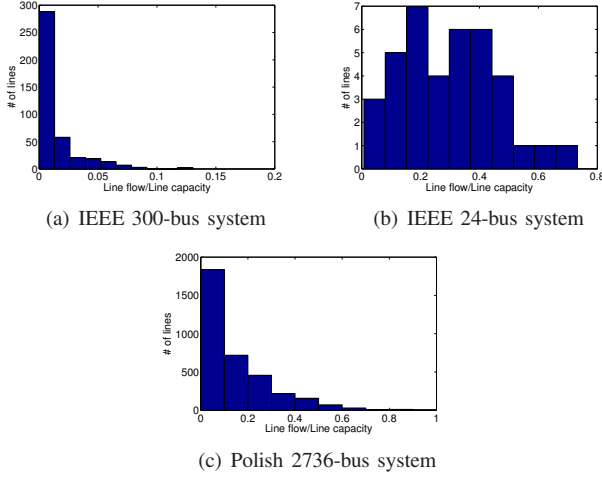 300
250
200
150
100
50
0
# of lines
0 0.05 0.1 0.15 0.2
Line flow/Line capacity
(a) IEEE 300-bus system
7
6
5
4
3
2
1
0
# of lines
0 0.2 0.4 0.6 0.8
Line flow/Line capacity
(b) IEEE 24-bus system
2000
1500
1000
500
0
# of lines
0 0.2 0.4 0.6 0.8 1
Line flow/Line capacity
(c) Polish 2736-bus system